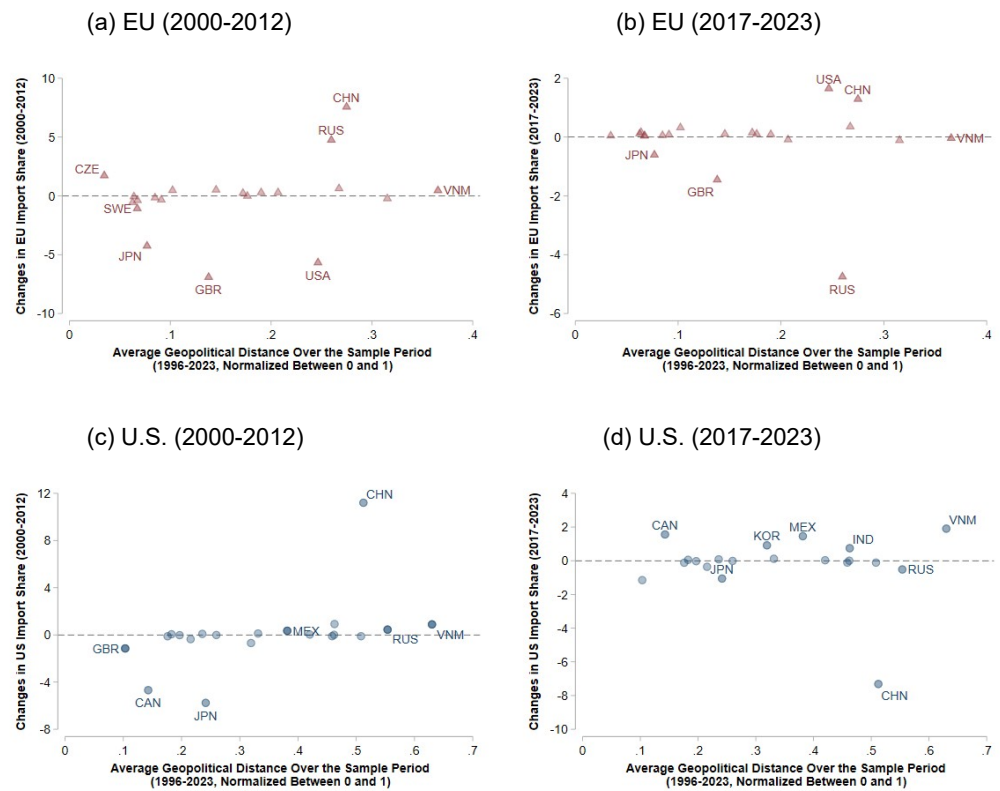 (a) EU (2000-2012)
Changes in EU Import Share (2000-2012)
10
5
0
-5
-10
CHN
RUS
CZE
VNM
SWE
JPN
USA
GBR
0 .1 .2 .3 .4
Average Geopolitical Distance Over the Sample Period
(1996-2023, Normalized Between 0 and 1)
(b) EU (2017-2023)
Changes in EU Import Share (2017-2023)
2
0
-2
-4
-6
USA
CHN
VNM
JPN
GBR
RUS
0 .1 .2 .3 .4
Average Geopolitical Distance Over the Sample Period
(1996-2023, Normalized Between 0 and 1)
(c) U.S. (2000-2012)
Changes in US Import Share (2000-2012)
12
8
4
0
-4
-8
CHN
MEX
VNM
RUS
GBR
CAN
JPN
0 .1 .2 .3 .4 .5 .6 .7
Average Geopolitical Distance Over the Sample Period
(1996-2023, Normalized Between 0 and 1)
(d) U.S. (2017-2023)
Changes in US Import Share (2017-2023)
4
2
0
-2
-4
-6
-8
-10
VNM
CAN
MEX
KOR
IND
JPN
RUS
CHN
0 .1 .2 .3 .4 .5 .6 .7
Average Geopolitical Distance Over the Sample Period
(1996-2023, Normalized Between 0 and 1)